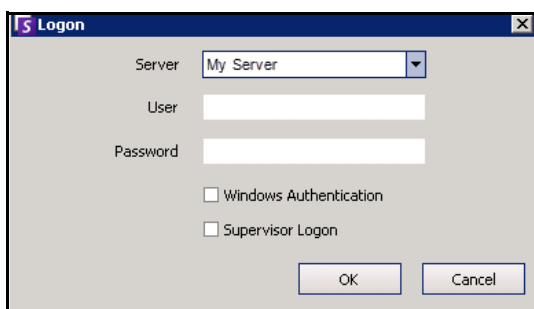 Logon
Server My Server
User
Password
Windows Authentication
Supervisor Logon
OK Cancel